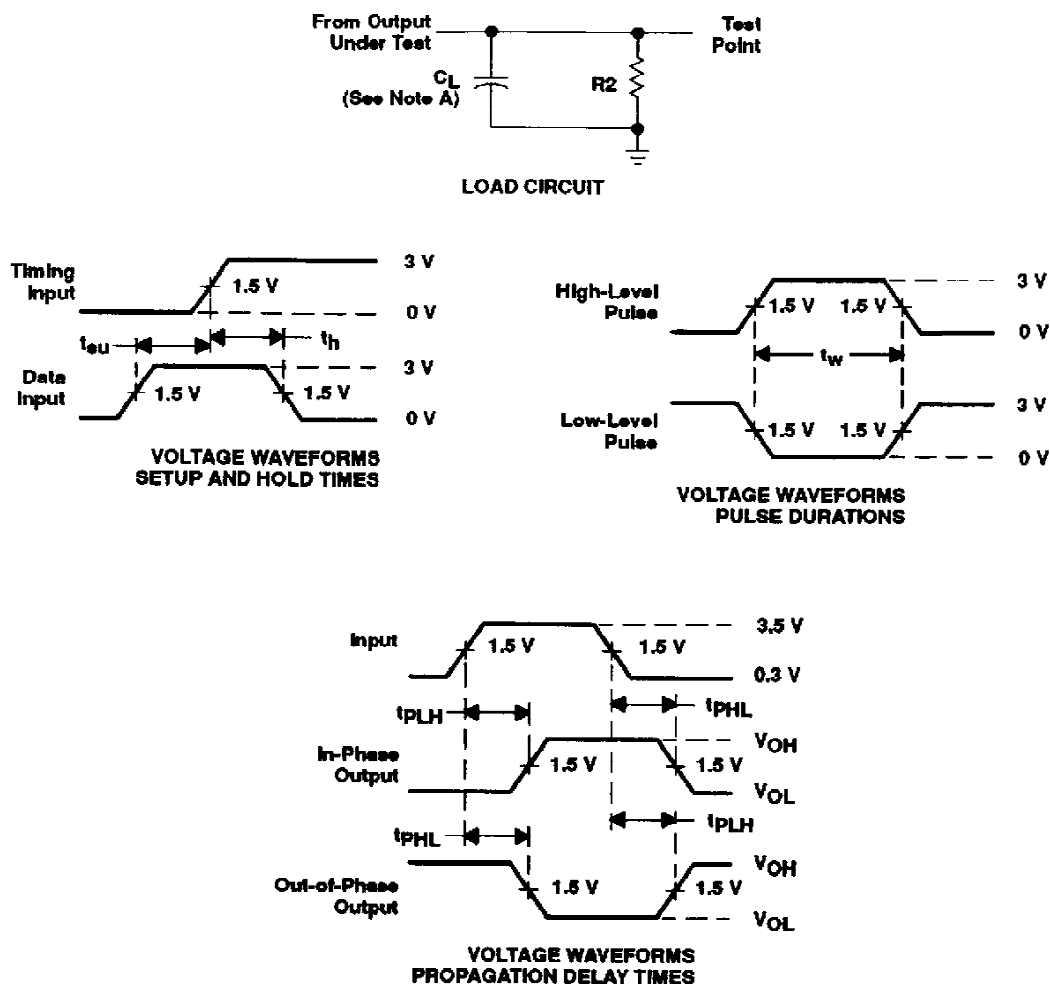 From Output
Under Test
Test
Point
CL
(See Note A)
R2
LOAD CIRCUIT
Timing
Input
1.5 V
3 V
0 V
tsu
th
Data
Input
1.5 V
1.5 V
3 V
0 V
VOLTAGE WAVEFORMS
SETUP AND HOLD TIMES
High-Level
Pulse
1.5 V
1.5 V
3 V
0 V
tw
Low-Level
Pulse
1.5 V
1.5 V
3 V
0 V
VOLTAGE WAVEFORMS
PULSE DURATIONS
Input
1.5 V
1.5 V
3.5 V
0.3 V
tPLH
tPHL
In-Phase
Output
1.5 V
1.5 V
VOH
VOL
tPHL
tPLH
Out-of-Phase
Output
1.5 V
1.5 V
VOH
VOL
VOLTAGE WAVEFORMS
PROPAGATION DELAY TIMES